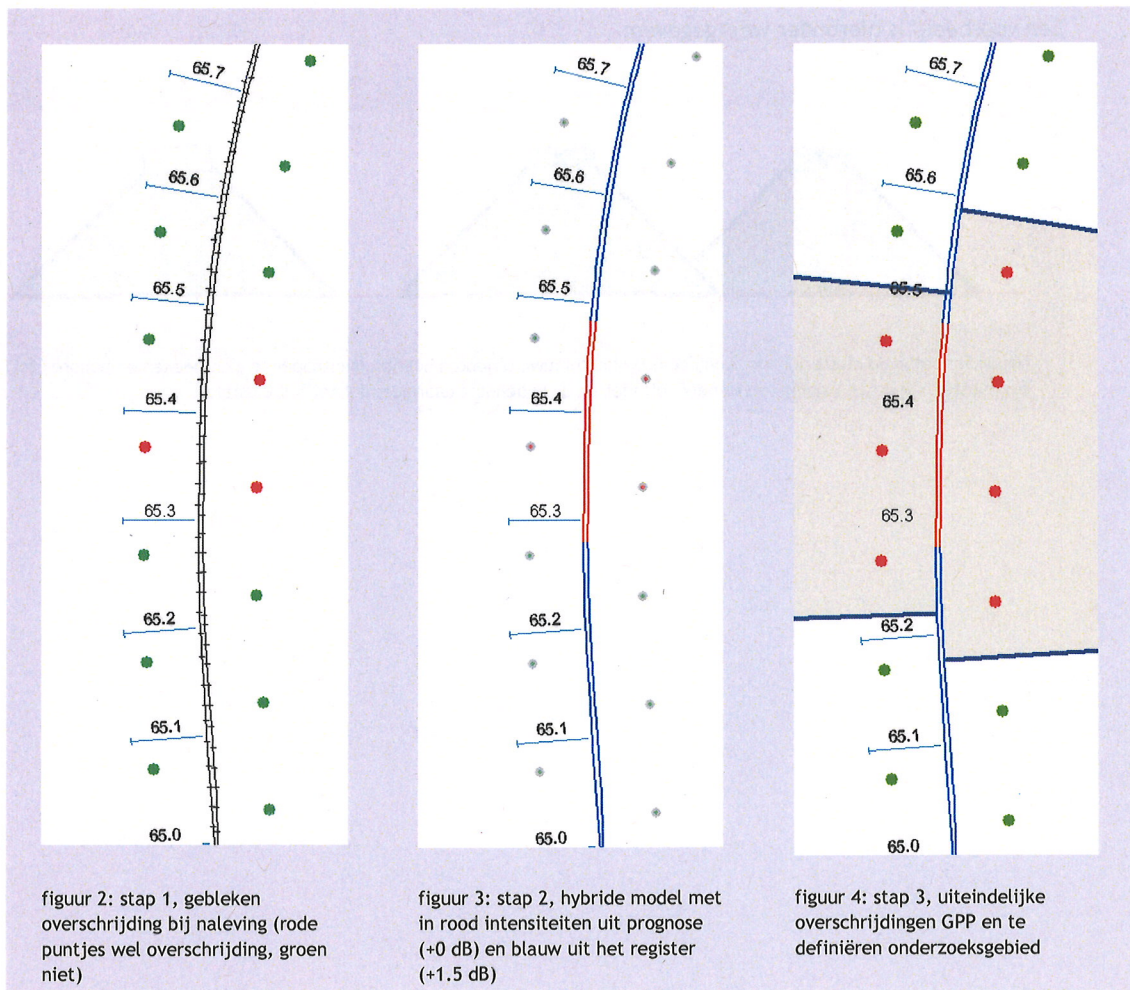 65.7
65.6
65.5
65.4
65.3
65.2
65.1
65.0
65.7
65.6
65.5
65.4
65.3
65.2
65.1
65.0
65.7
65.6
65.5
65.4
65.3
65.2
65.1
65.0
figuur 2: stap 1, gebleken
overschrijding bij naleving (rode
puntjes wel overschrijding, groen
niet)
figuur 3: stap 2, hybride model met
in rood intensiteiten uit prognose
(+0 dB) en blauw uit het register
(+1.5 dB)
figuur 4: stap 3, uiteindelijke
overschrijdingen GPP en te
definiëren onderzoeksgebied